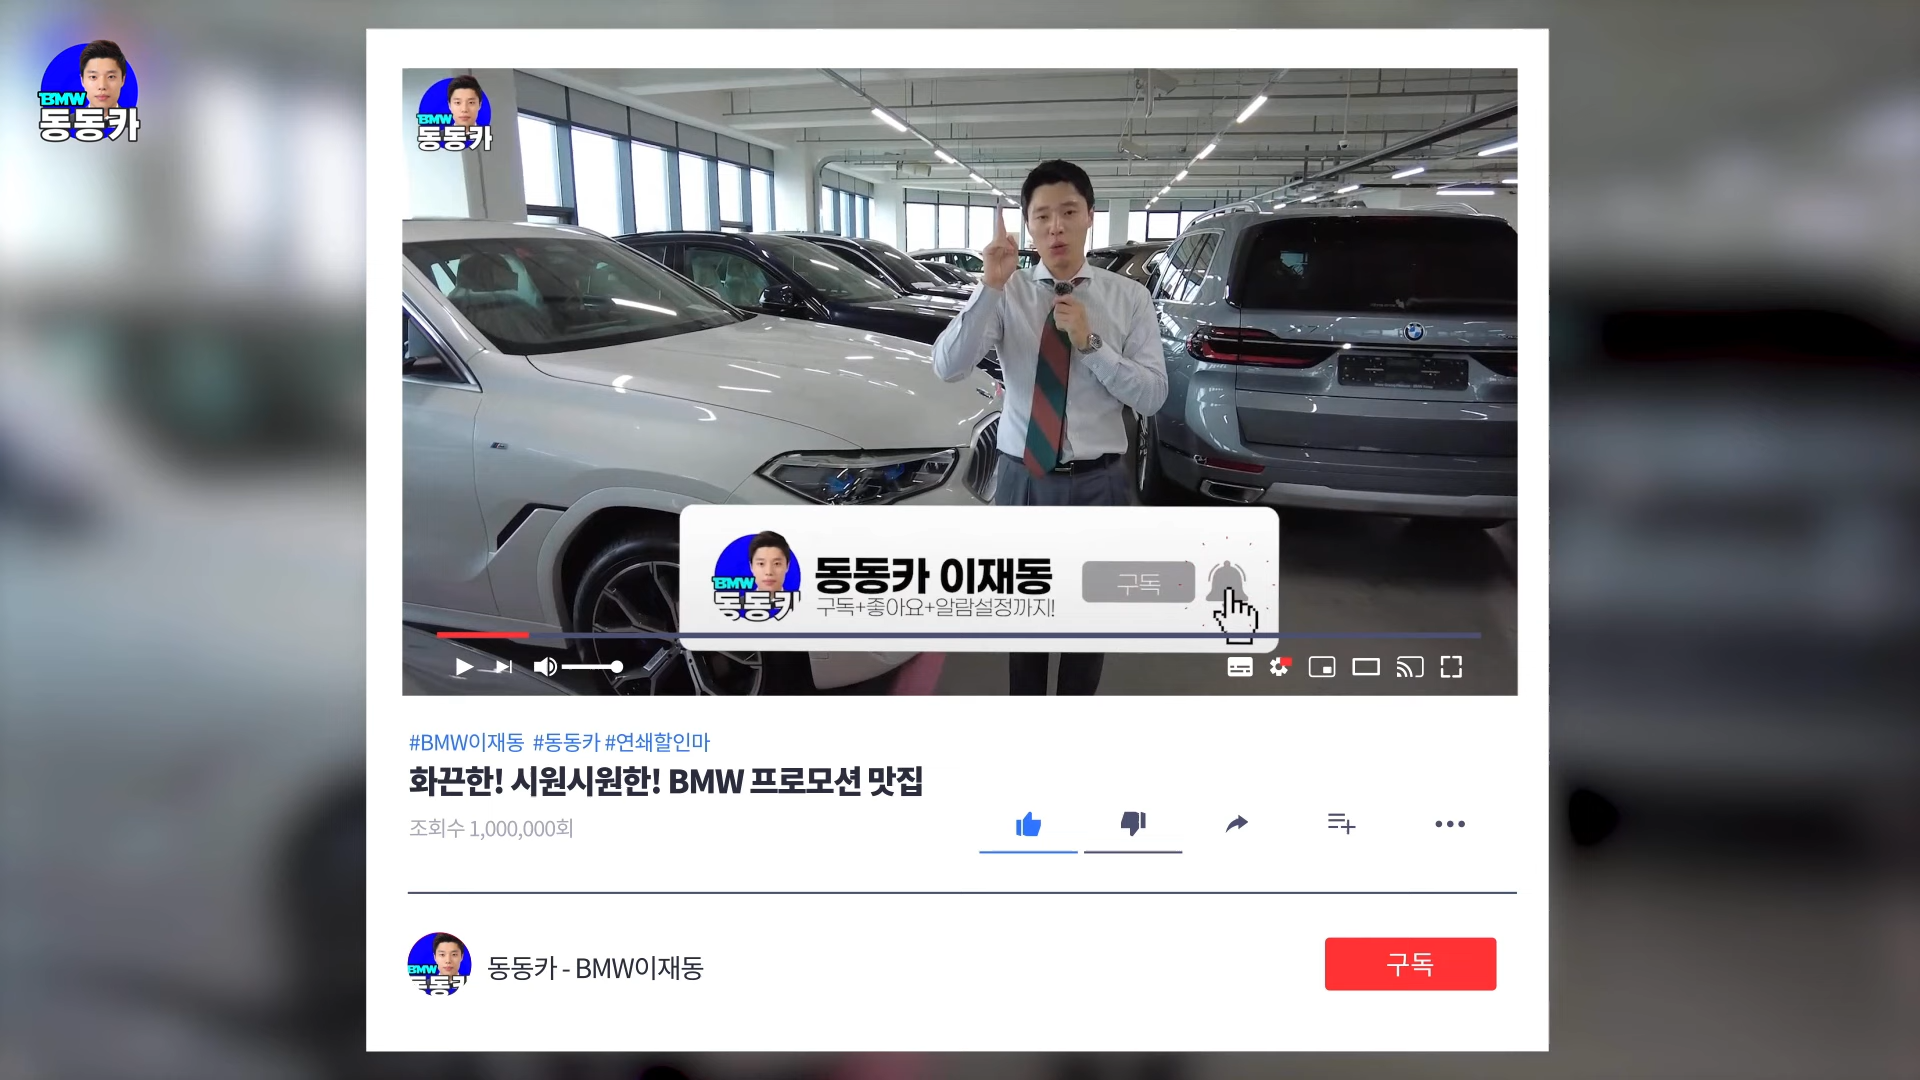 BMW
동동카
BMW
동동카
BMW
동동카
동동카 이재동
구독+좋아요+알람설정까지!
구독
#BMW이재동 #동동카 #연쇄할인마
화끈한! 시원시원한! BMW 프로모션 맛집
조회수 1,000,000회
BMW
동동카
동동카 - BMW이재동
구독